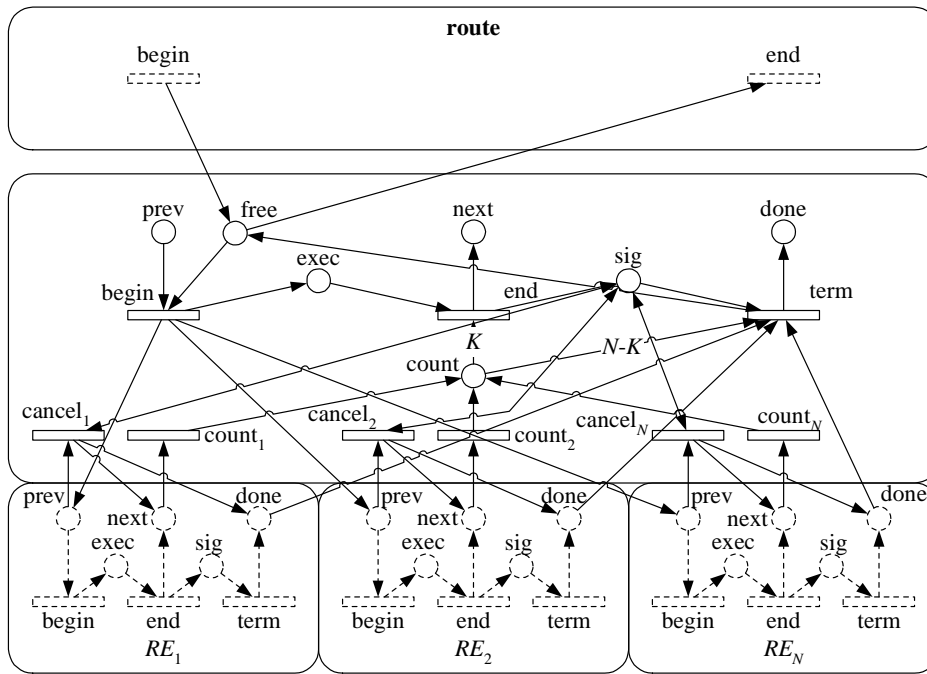 route
begin end
prev free next done
exec sig
begin end term
K N-K
count
cancel1 count1 cancel2 count2 cancelN countN
prev next done prev next done prev next done
exec sig exec sig exec sig
begin end term begin end term begin end term
RE1 RE2 REN